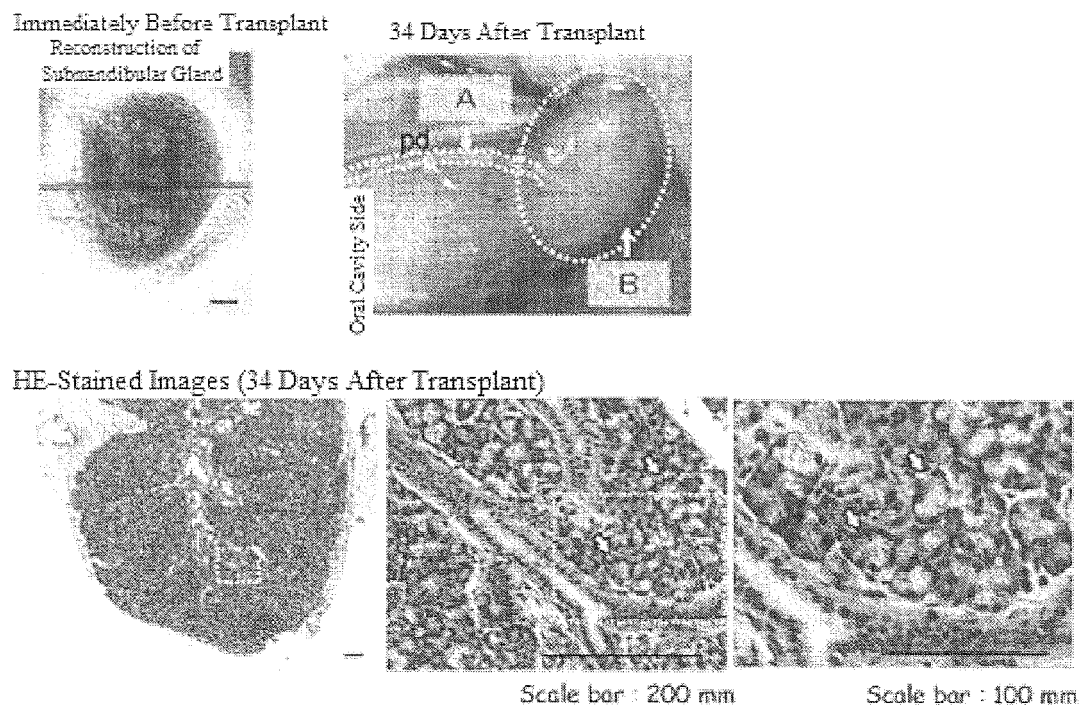 Immediately Before Transplant
Reconstruction of
Submandibular Gland
34 Days After Transplant
A
pd
Oral Cavity Side
B
HE-Stained Images (34 Days After Transplant)
Scale bar : 200 mm
Scale bar : 100 mm